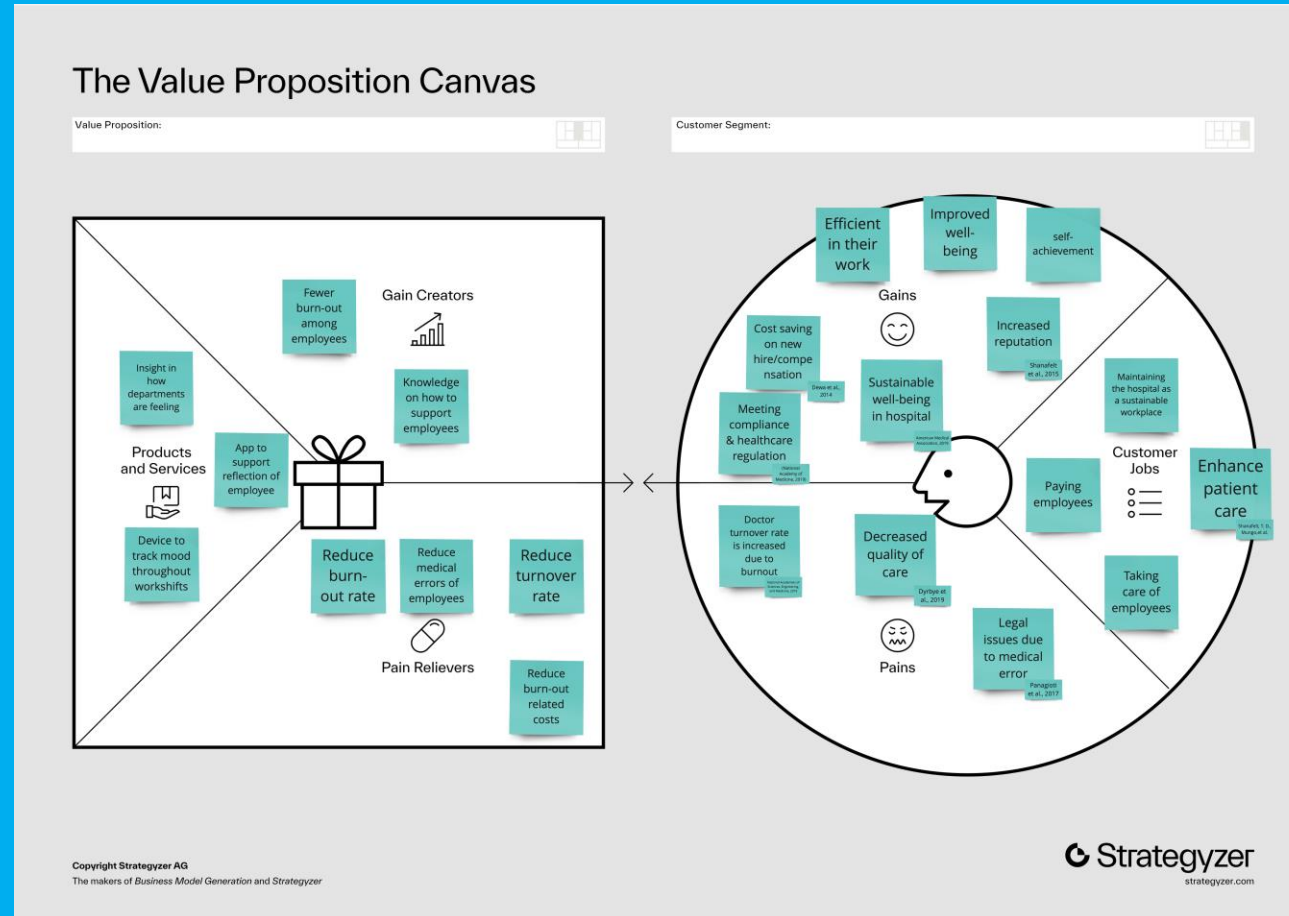 The Value Proposition Canvas
Value Proposition:
Customer Segment:
Fewer
burn-out
among
employees
Gain Creators
Insight in
how
departments
are feeling
Knowledge
on how to
support
employees
Products
and Services
App to
support
reflection of
employee
Device to
track mood
throughout
workshifts
Reduce
burn-
out rate
Reduce
medical
errors of
employees
Reduce
turnover
rate
Pain Relievers
Reduce
burn-out
related
costs
Efficient
in their
work
Improved
well-
being
self-
achievement
Gains
Cost saving
on new
hire/compe
nsation
Dewa et al.,
2014
Increased
reputation
Shanafelt
et al., 2015
Sustainable
well-being
in hospital
American Medical
Association, 2019
Meeting
compliance
& healthcare
regulation
Academy of
Maintaining
the hospital as
a sustainable
workplace
Customer
Jobs
Paying
employees
Enhance
patient
care
Taking
care of
employees
Doctor
turnover rate
is increased
due to
burnout
Decreased
quality of
care
Dyrbye et
al., 2019
Legal
issues due
to medical
error
Panagioti
et al., 2017
Pains
Copyright Strategyzer AG
The makers of Business Model Generation and Strategyzer
Strategyzer
strategyzer.com